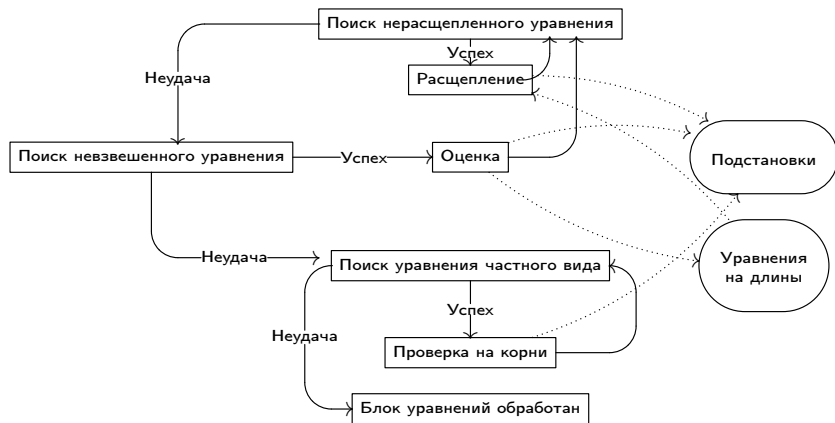 Поиск нерасщепленного уравнения
Успех
Неудача
Расщепление
Поиск невзвешенного уравнения
Успех
Оценка
Подстановки
Неудача
Поиск уравнения частного вида
Уравнения
на длины
Успех
Неудача
Проверка на корни
Блок уравнений обработан